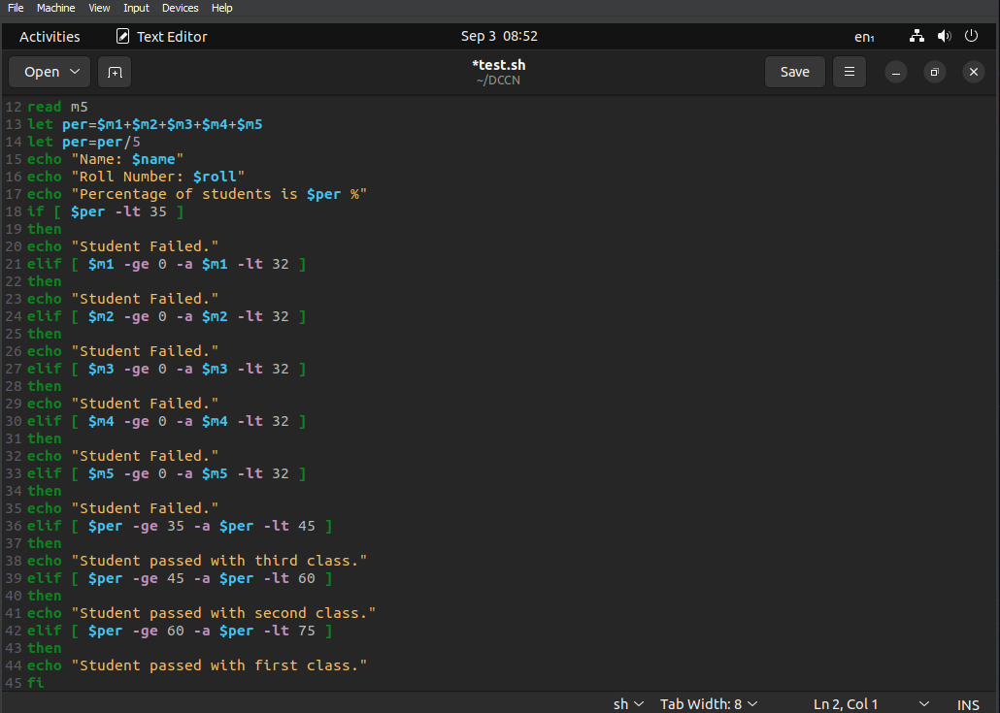 File Machine View Input Devices Help
Activities Text Editor Sep 3 08:52 en₁
Open *test.sh Save
~/DCCN
12 read m5
13 let per=$m1+$m2+$m3+$m4+$m5
14 let per=per/5
15 echo "Name: $name"
16 echo "Roll Number: $roll"
17 echo "Percentage of students is $per %"
18 if [ $per -lt 35 ]
19 then
20 echo "Student Failed."
21 elif [ $m1 -ge 0 -a $m1 -lt 32 ]
22 then
23 echo "Student Failed."
24 elif [ $m2 -ge 0 -a $m2 -lt 32 ]
25 then
26 echo "Student Failed."
27 elif [ $m3 -ge 0 -a $m3 -lt 32 ]
28 then
29 echo "Student Failed."
30 elif [ $m4 -ge 0 -a $m4 -lt 32 ]
31 then
32 echo "Student Failed."
33 elif [ $m5 -ge 0 -a $m5 -lt 32 ]
34 then
35 echo "Student Failed."
36 elif [ $per -ge 35 -a $per -lt 45 ]
37 then
38 echo "Student passed with third class."
39 elif [ $per -ge 45 -a $per -lt 60 ]
40 then
41 echo "Student passed with second class."
42 elif [ $per -ge 60 -a $per -lt 75 ]
43 then
44 echo "Student passed with first class."
45 fi
sh Tab Width: 8 Ln 2, Col 1 INS